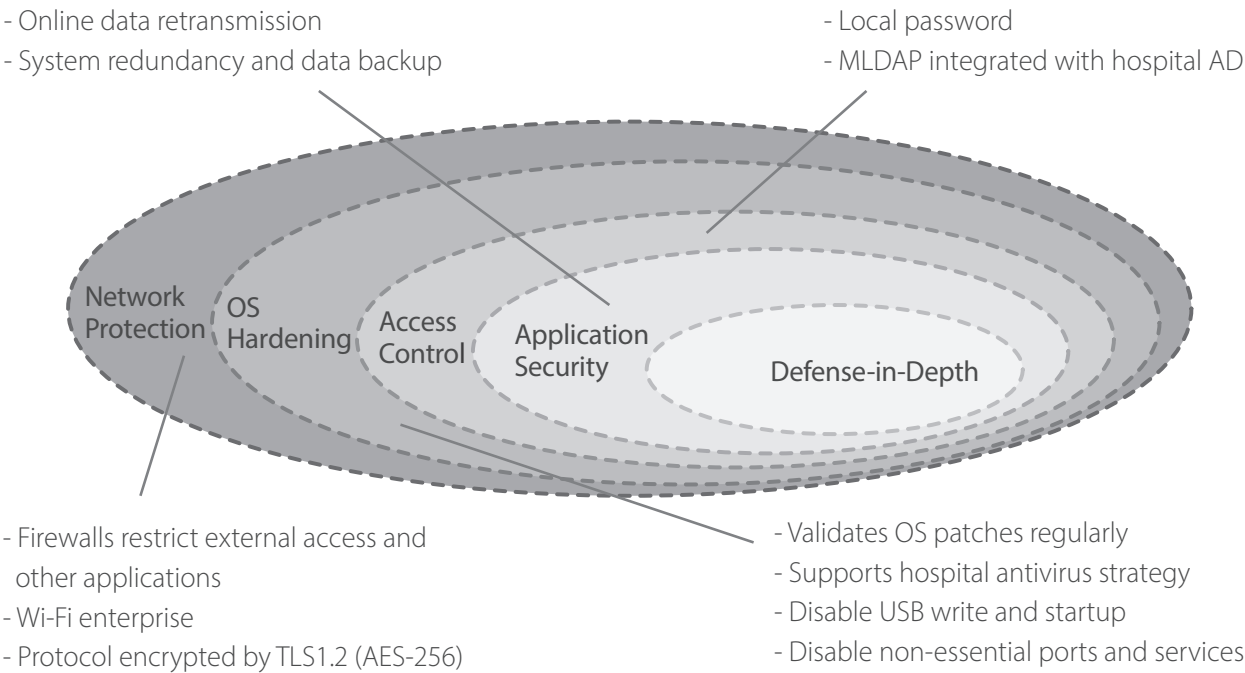 - Online data retransmission
- System redundancy and data backup
- Local password
- MLDAP integrated with hospital AD
Network
Protection
OS
Hardening
Access
Control
Application
Security
Defense-in-Depth
- Firewalls restrict external access and
other applications
- Wi-Fi enterprise
- Protocol encrypted by TLS1.2 (AES-256)
- Validates OS patches regularly
- Supports hospital antivirus strategy
- Disable USB write and startup
- Disable non-essential ports and services